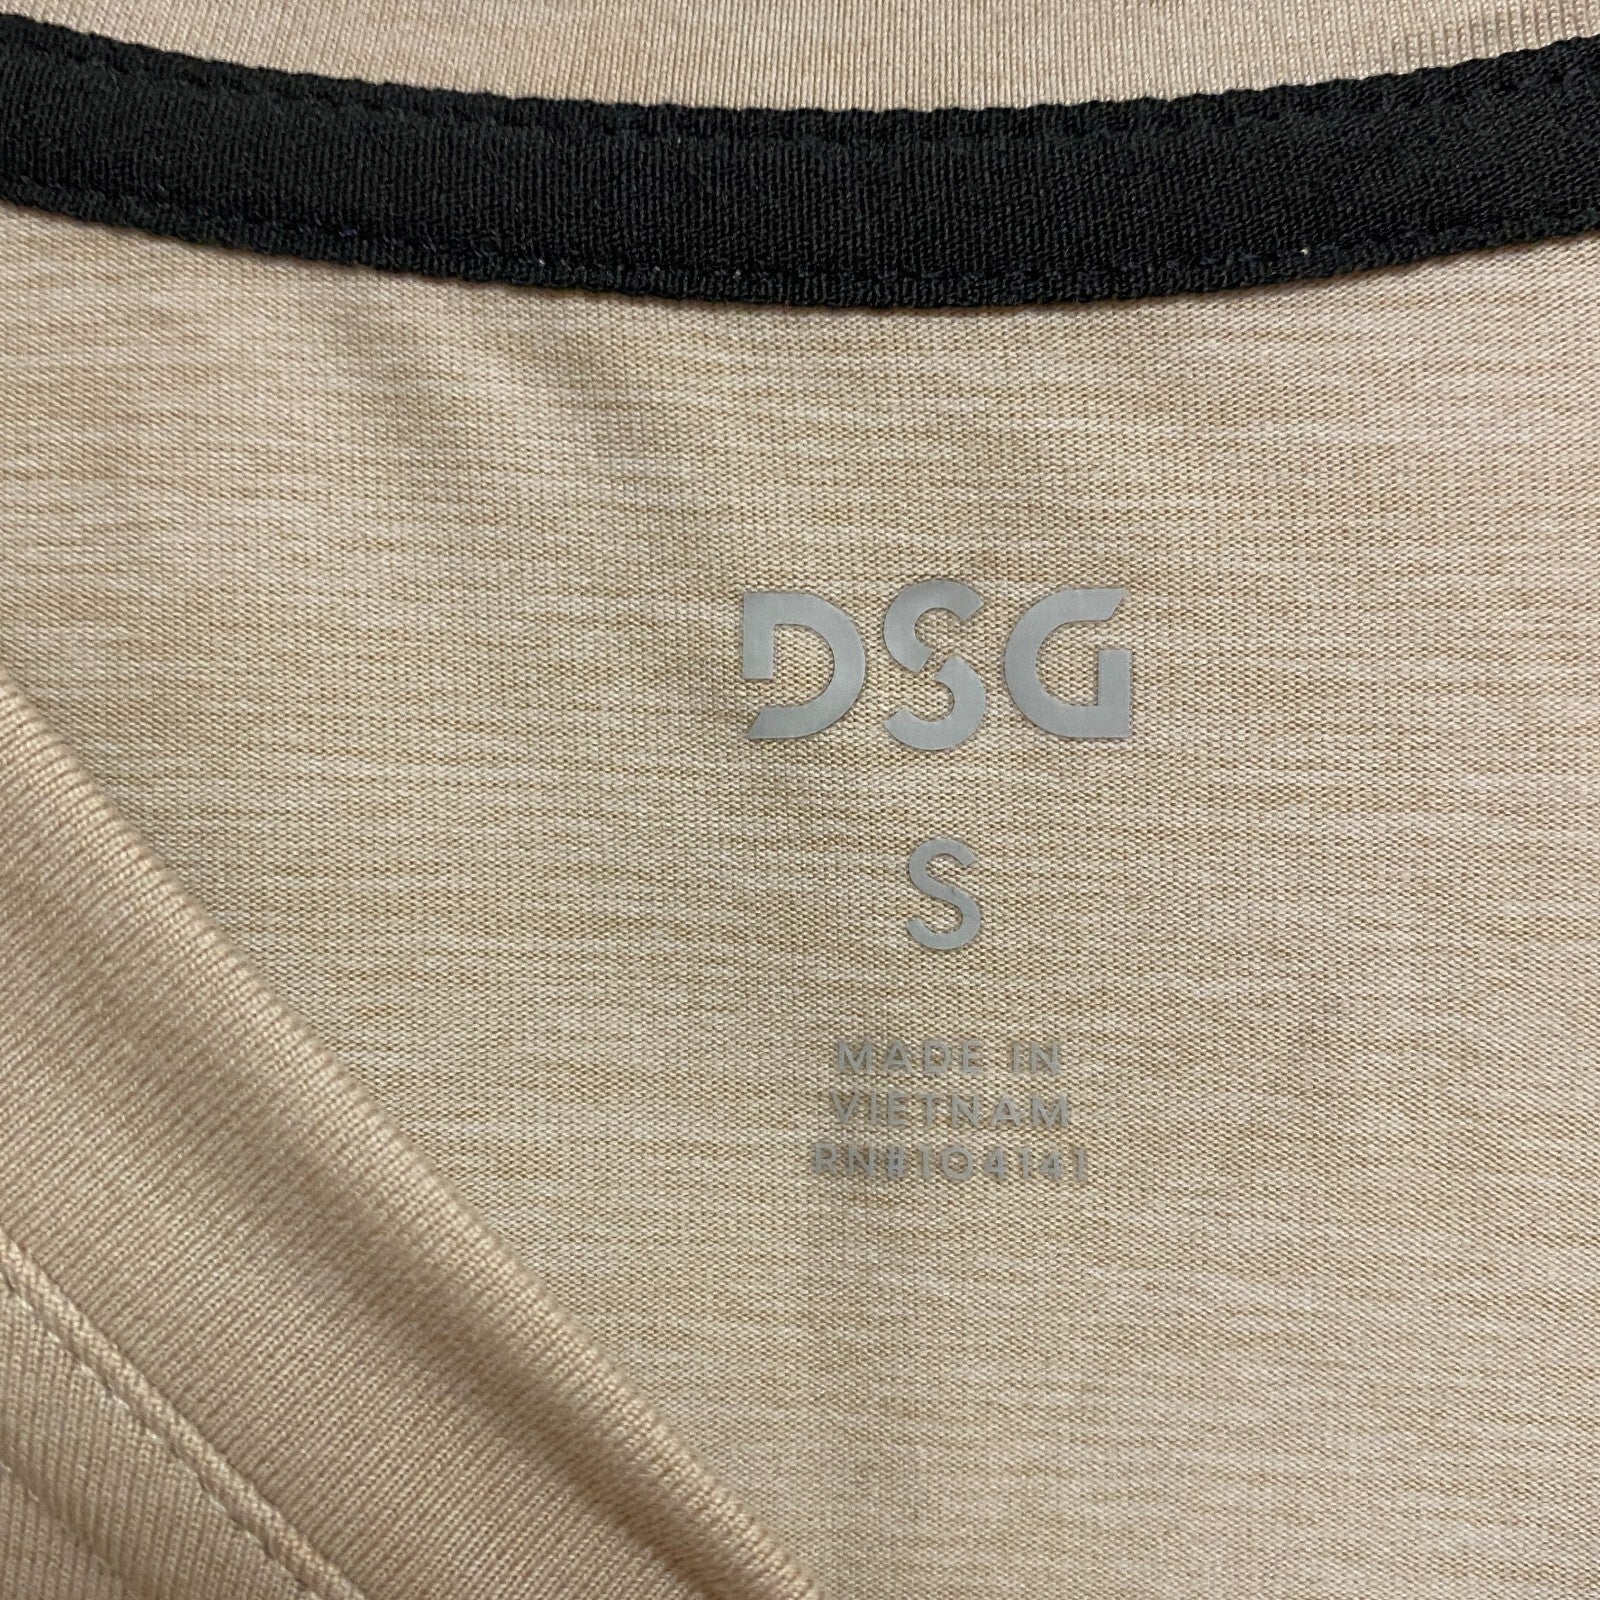 DSG
S
MADE IN
VIETNAM
RN#104141